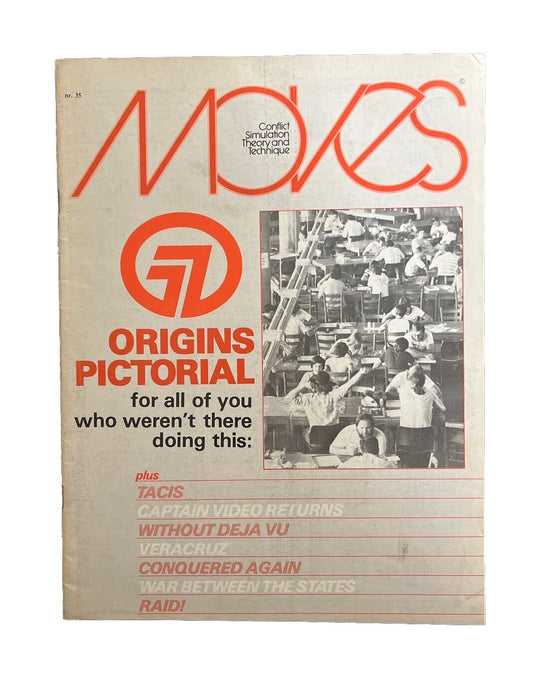 nr. 35
MOVES
©
Conflict
Simulation
Theory and
Technique
ORIGINS
PICTORIAL
for all of you
who weren't there
doing this:
plus
TACIS
CAPTAIN VIDEO RETURNS
WITHOUT DEJA VU
VERACRUZ
CONQUERED AGAIN
WAR BETWEEN THE STATES
RAID!